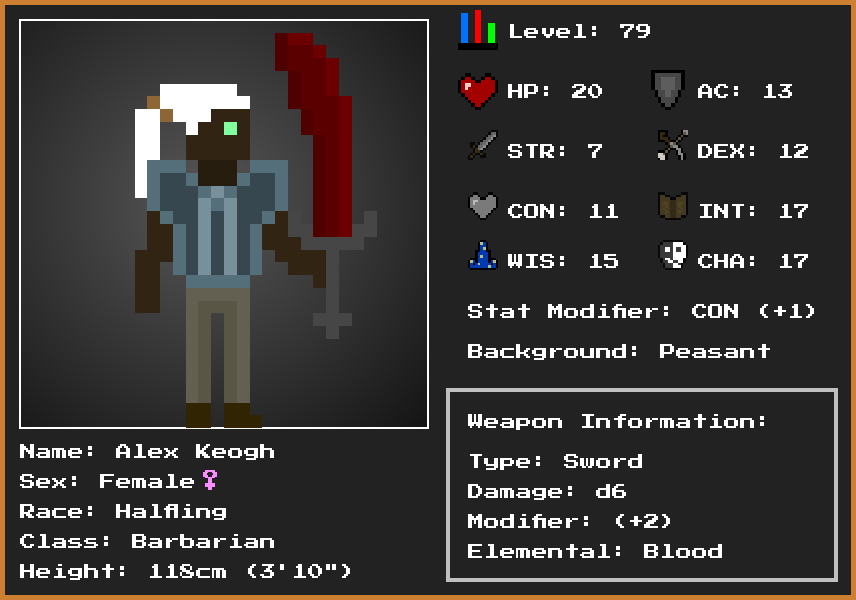 Level: 79
HP: 20 AC: 13
STR: 7 DEX: 12
CON: 11 INT: 17
WIS: 15 CHA: 17
Stat Modifier: CON (+1)
Background: Peasant
Weapon Information:
Type: Sword
Damage: d6
Modifier: (+2)
Elemental: Blood
Name: Alex Keogh
Sex: Female♀
Race: Halfling
Class: Barbarian
Height: 118cm (3'10")